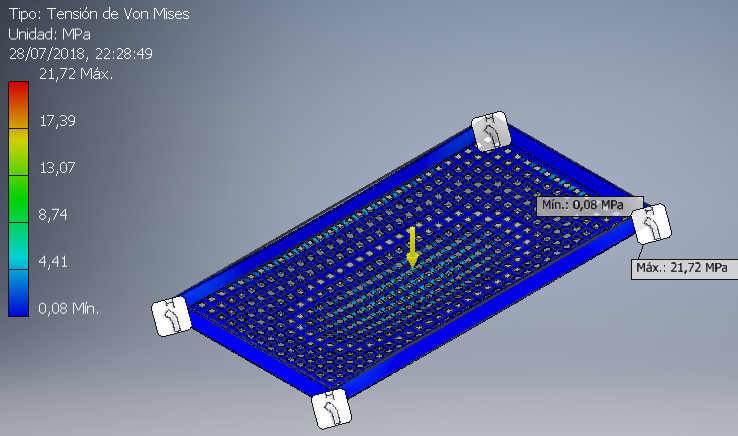 Tipo: Tensión de Von Mises
Unidad: MPa
28/07/2018, 22:28:49
21,72 Máx.
17,39
13,07
8,74
4,41
0,08 Mín.
Mín.: 0,08 MPa
Máx.: 21,72 MPa